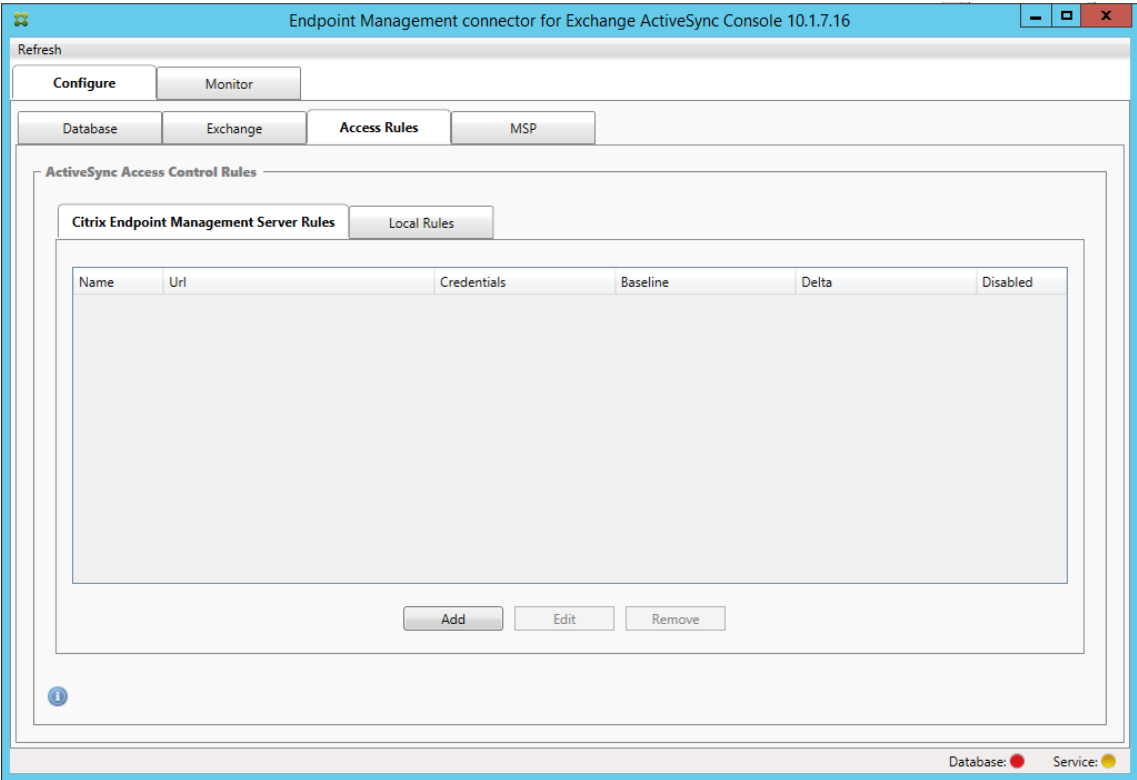 Endpoint Management connector for Exchange ActiveSync Console 10.1.7.16
Refresh
Configure Monitor
Database Exchange Access Rules MSP
ActiveSync Access Control Rules
Citrix Endpoint Management Server Rules Local Rules
Name Url Credentials Baseline Delta Disabled
Add Edit Remove
Database: Service: